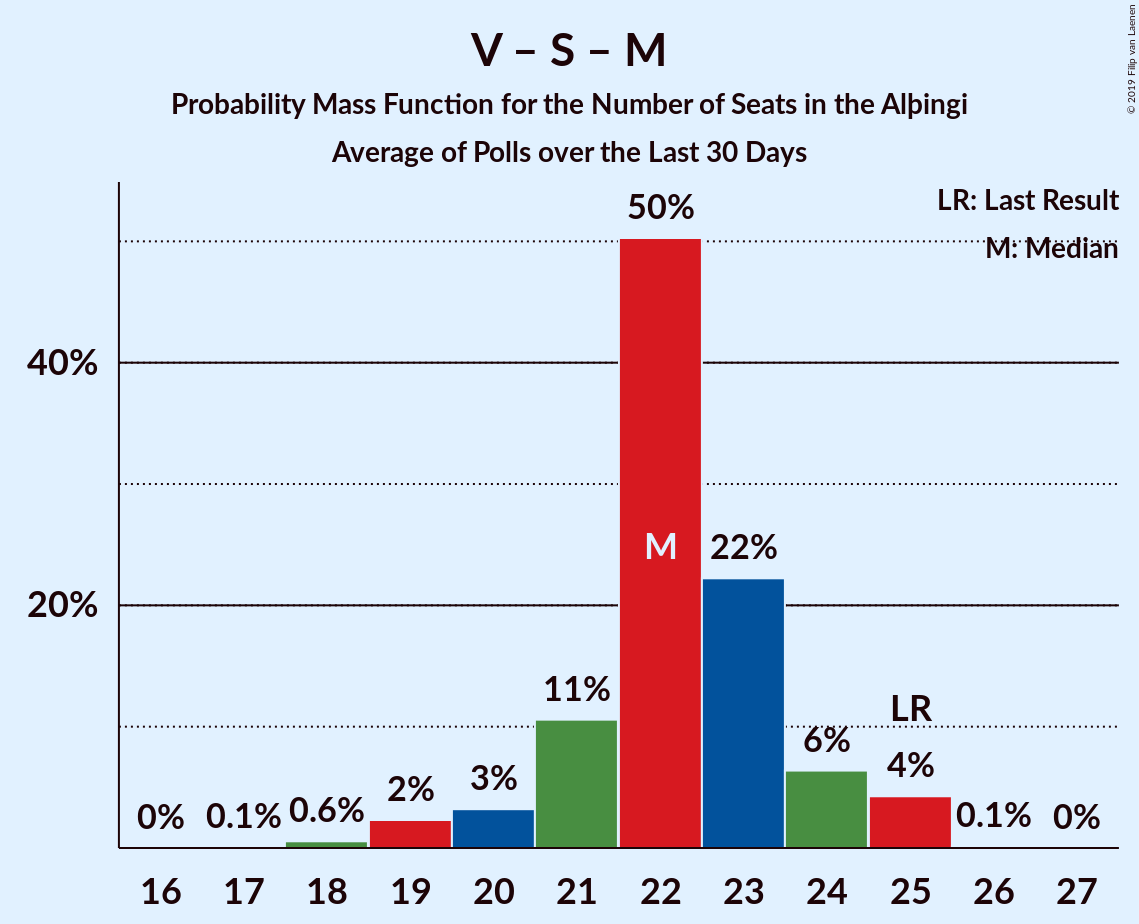 V – S – M
Probability Mass Function for the Number of Seats in the Alþingi
Average of Polls over the Last 30 Days
© 2019 Filip van Laenen
LR: Last Result
M: Median
50%
40%
M
22%
20%
11%
LR
6%
4%
3%
2%
0.6%
0%
0.1%
0.1%
0%
16 17 18 19 20 21 22 23 24 25 26 27